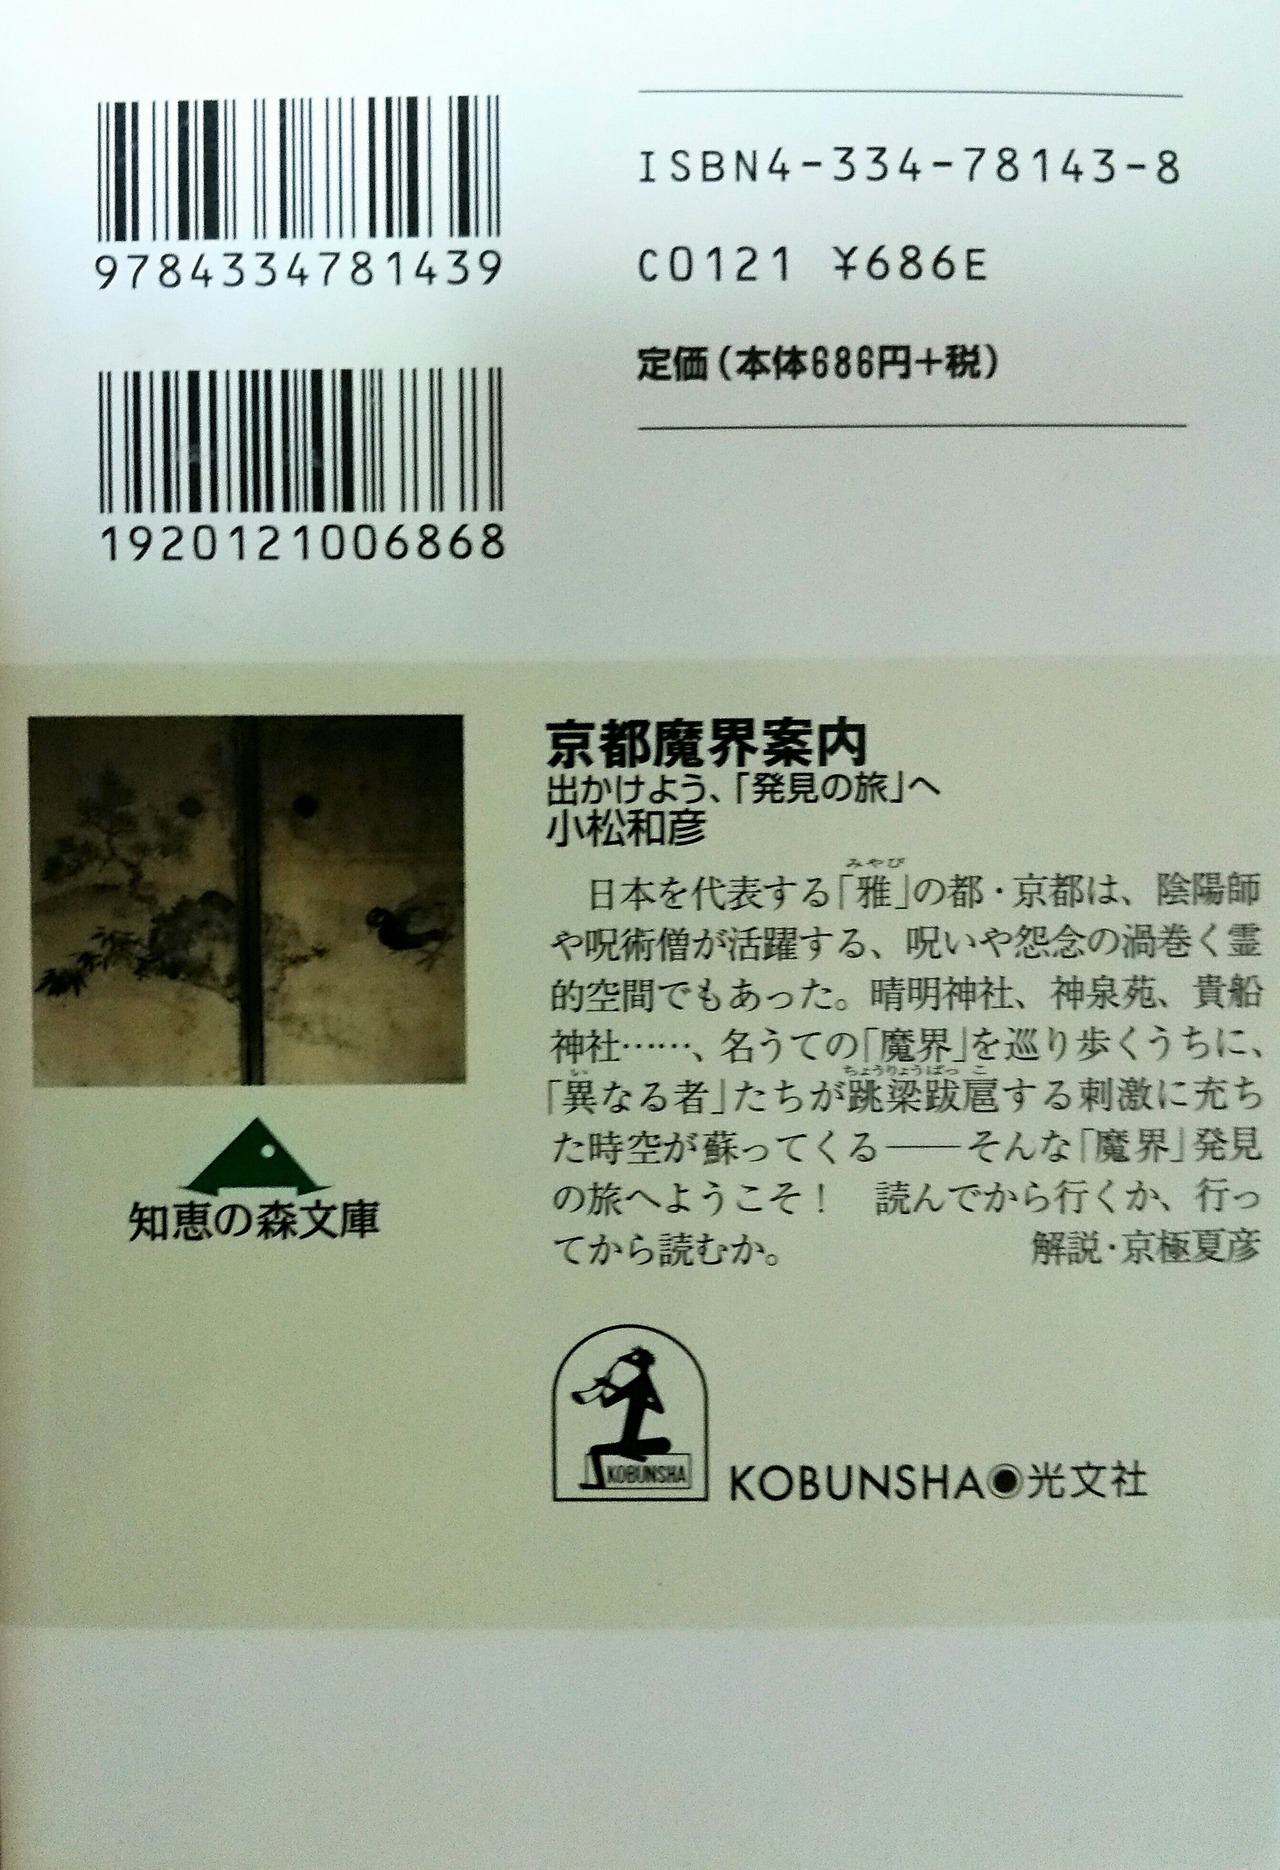 9784334781439
1920121006868
ISBN4-334-78143-8
C0121 ¥686E
定価(本体686円+税)
知恵の森文庫
京都魔界案内
出かけよう、「発見の旅」へ
小松和彦
みやび
日本を代表する「雅」の都・京都は、陰陽師
や呪術僧が活躍する、呪いや怨念の渦巻く霊
的空間でもあった。晴明神社、神泉苑、貴船
神社……、名うての「魔界」を巡り歩くうちに、
い ちょうりょうばっこ
「異なる者」たちが跳梁跋扈する刺激に充ち
た時空が蘇ってくる――そんな「魔界」発見
の旅へようこそ! 読んでから行くか、行っ
てから読むか。 解説・京極夏彦
KOBUNSHA
KOBUNSHA◉光文社